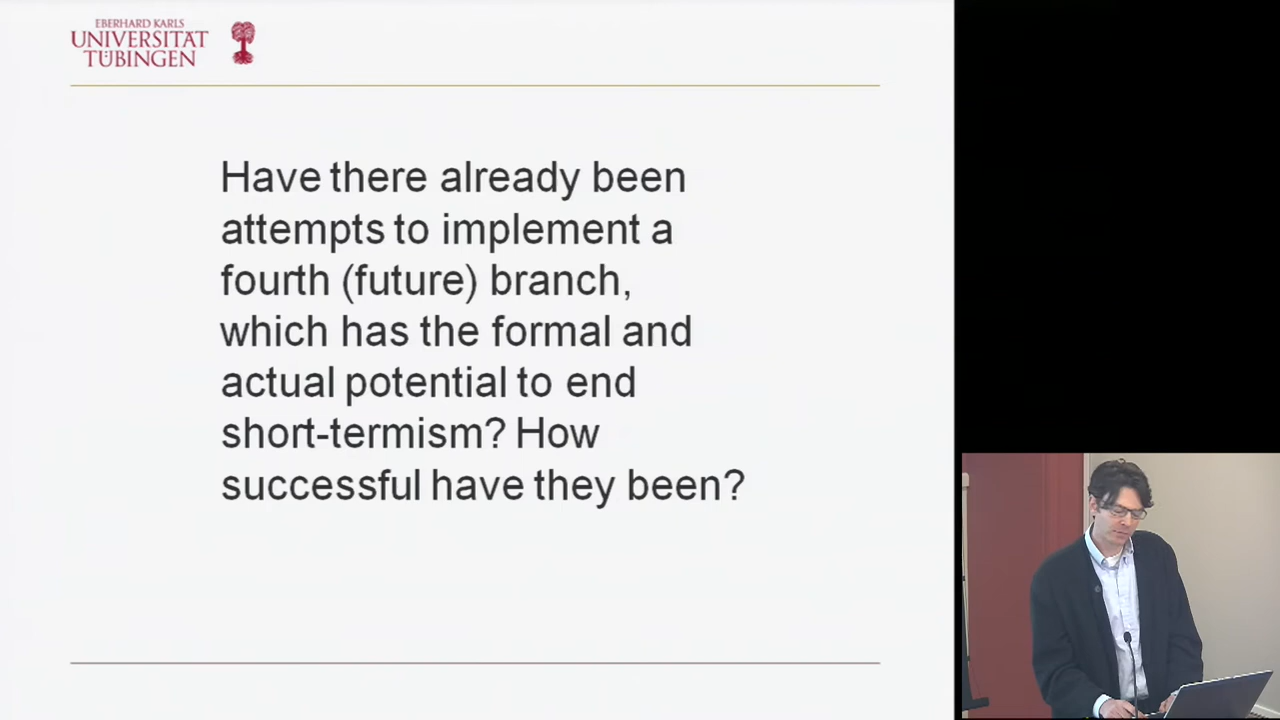 EBERHARD KARLS
UNIVERSITÄT
TÜBINGEN
Have there already been
attempts to implement a
fourth (future) branch,
which has the formal and
actual potential to end
short-termism? How
successful have they been?